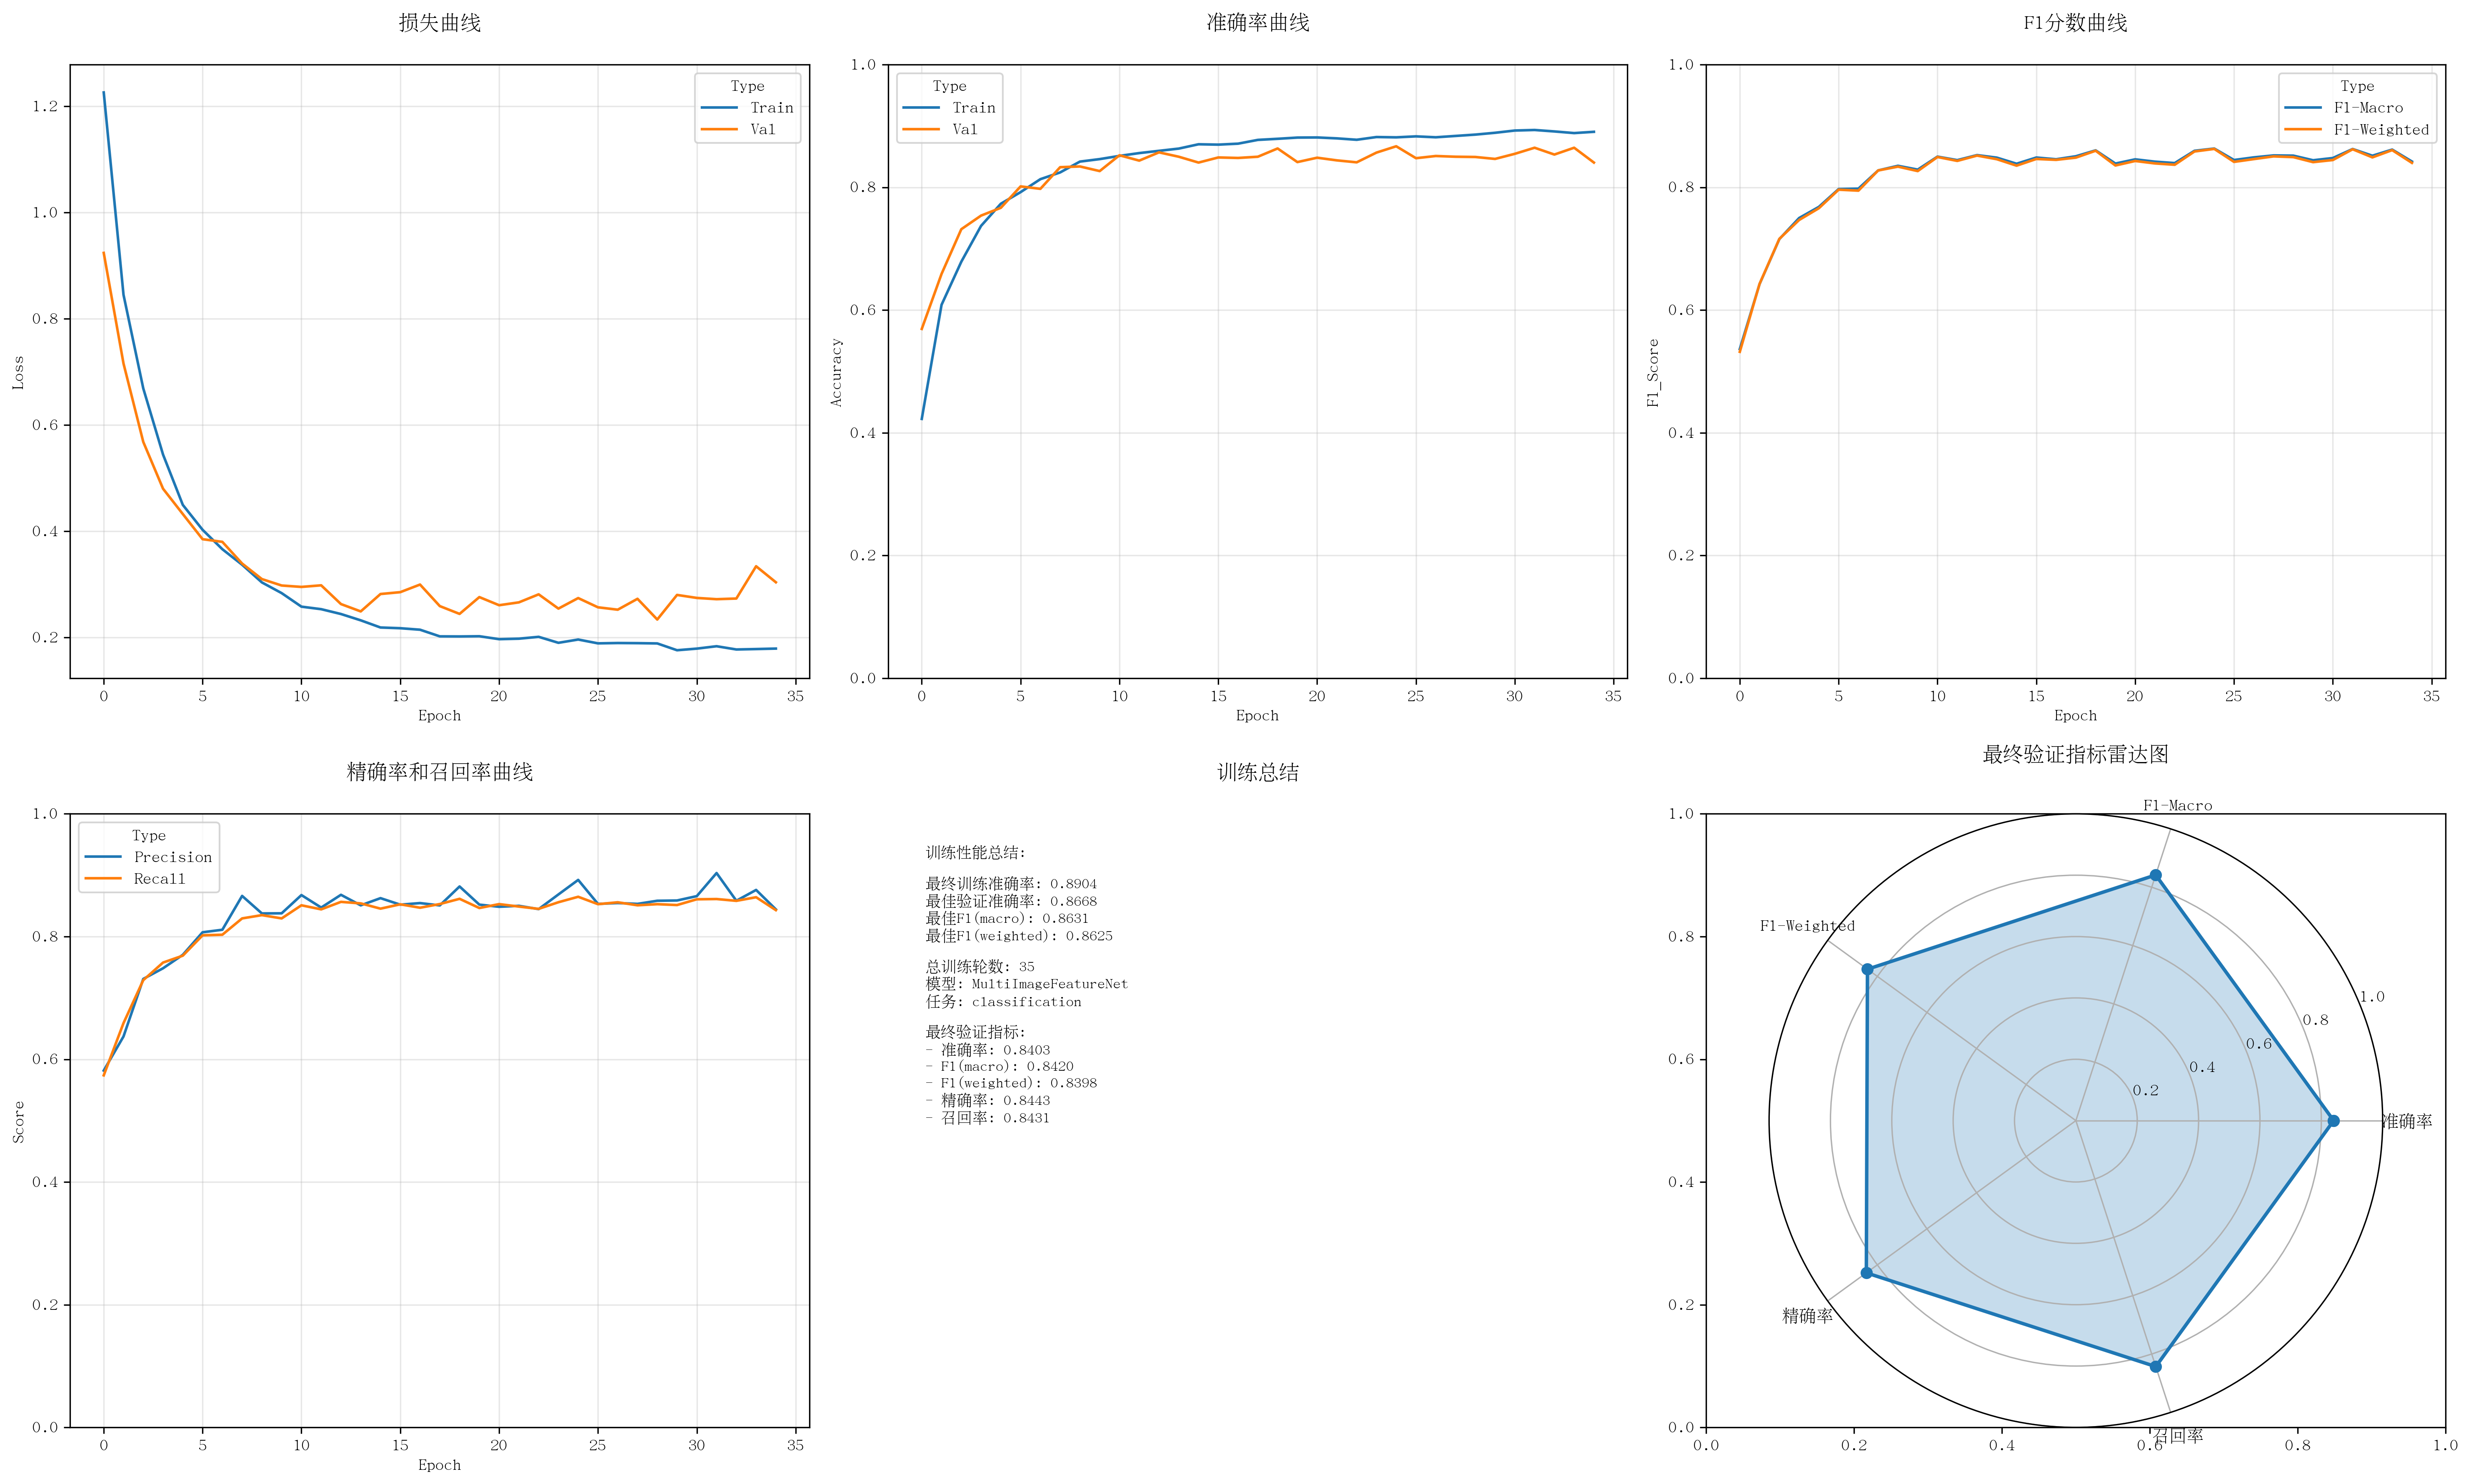 损失曲线
Type
Train
Val
1.2
1.0
0.8
0.6
0.4
0.2
Loss
0 5 10 15 20 25 30 35
Epoch
准确率曲线
Type
Train
Val
1.0
0.8
0.6
0.4
0.2
0.0
Accuracy
0 5 10 15 20 25 30 35
Epoch
F1分数曲线
Type
F1-Macro
F1-Weighted
1.0
0.8
0.6
0.4
0.2
0.0
F1_Score
0 5 10 15 20 25 30 35
Epoch
精确率和召回率曲线
Type
Precision
Recall
1.0
0.8
0.6
0.4
0.2
0.0
Score
0 5 10 15 20 25 30 35
Epoch
训练总结
训练性能总结:
最终训练准确率: 0.8904
最佳验证准确率: 0.8668
最佳F1(macro): 0.8631
最佳F1(weighted): 0.8625
总训练轮数: 35
模型: MultiImageFeatureNet
任务: classification
最终验证指标:
- 准确率: 0.8403
- F1(macro): 0.8420
- F1(weighted): 0.8398
- 精确率: 0.8443
- 召回率: 0.8431
最终验证指标雷达图
1.0
0.8
0.6
0.4
0.2
0.0
F1-Macro
F1-Weighted
1.0
0.8
0.6
0.4
0.2
准确率
精确率
召回率
0.0 0.2 0.4 0.6 0.8 1.0